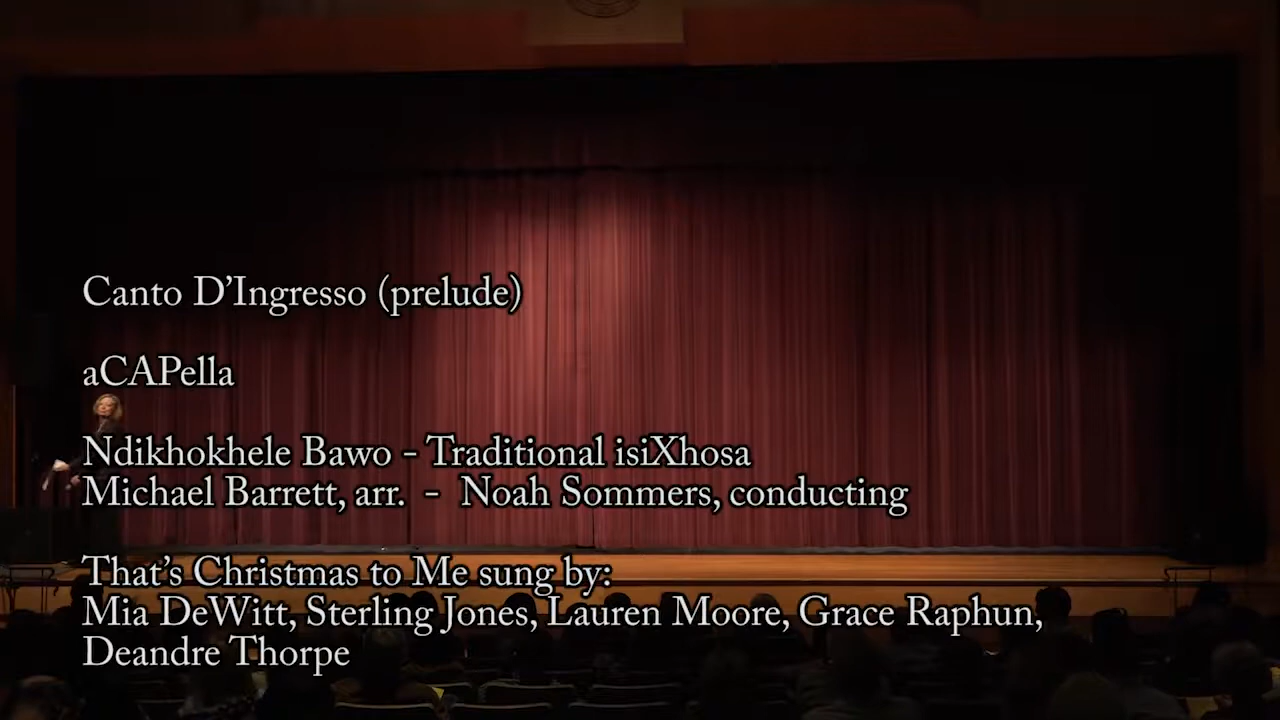 Canto D’Ingresso (prelude)
aCAPella
Ndikhokhele Bawo - Traditional isiXhosa
Michael Barrett, arr. - Noah Sommers, conducting
That’s Christmas to Me sung by:
Mia DeWitt, Sterling Jones, Lauren Moore, Grace Raphun,
Deandre Thorpe